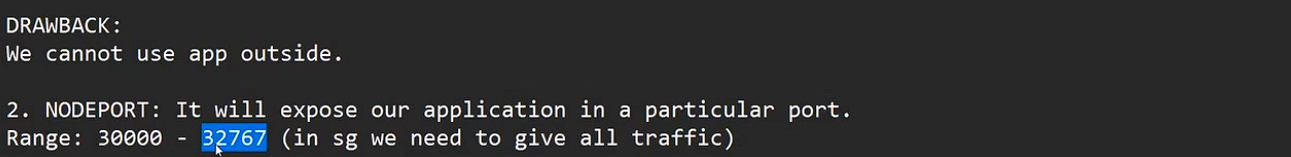 DRAWBACK:
We cannot use app outside.
2. NODEPORT: It will expose our application in a particular port.
Range: 30000 - 32767 (in sg we need to give all traffic)